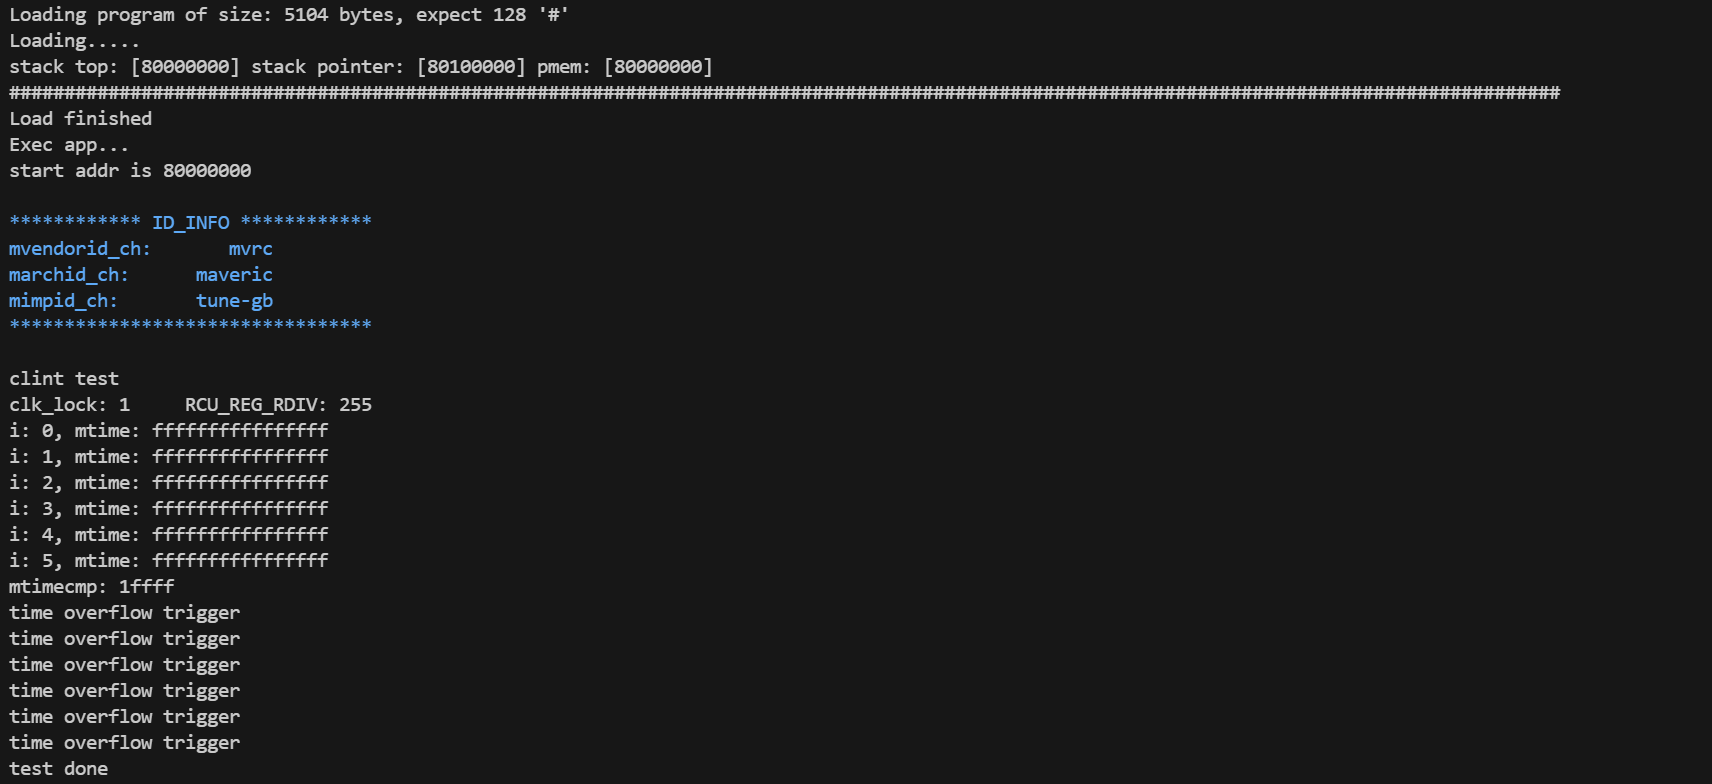 Loading program of size: 5104 bytes, expect 128 '#'
Loading.....
stack top: [80000000] stack pointer: [80100000] pmem: [80000000]
#############################################################################################################################################
Load finished
Exec app...
start addr is 80000000
************ ID_INFO ************
mvendorid_ch:       mvrc
marchid_ch:      maveric
mimpid_ch:       tune-gb
*********************************
clint test
clk_lock: 1     RCU_REG_RDIV: 255
i: 0, mtime: ffffffffffffffff
i: 1, mtime: ffffffffffffffff
i: 2, mtime: ffffffffffffffff
i: 3, mtime: ffffffffffffffff
i: 4, mtime: ffffffffffffffff
i: 5, mtime: ffffffffffffffff
mtimecmp: 1ffff
time overflow trigger
time overflow trigger
time overflow trigger
time overflow trigger
time overflow trigger
time overflow trigger
test done